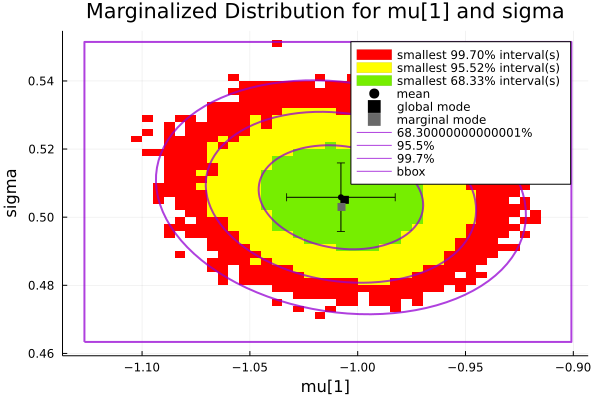 Marginalized Distribution for mu[1] and sigma
smallest 99.70% interval(s)
smallest 95.52% interval(s)
smallest 68.33% interval(s)
mean
global mode
marginal mode
68.30000000000001%
95.5%
99.7%
bbox
sigma
0.54
0.52
0.50
0.48
0.46
−1.10
−1.05
−1.00
−0.95
−0.90
mu[1]